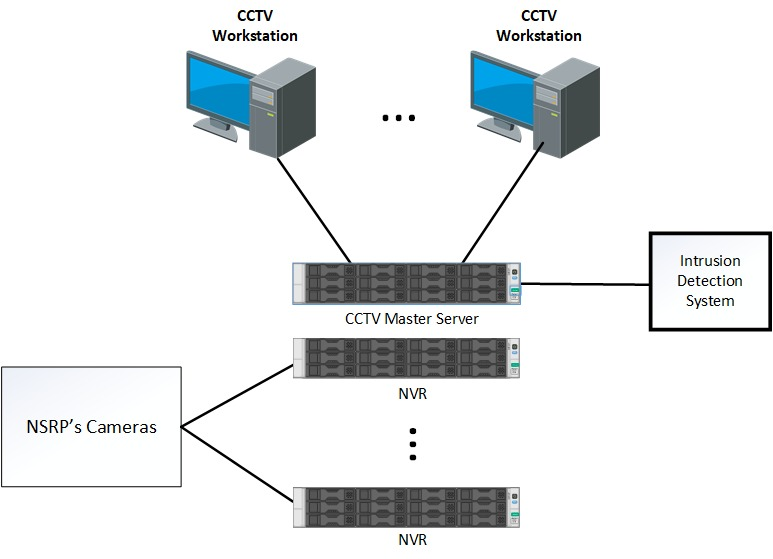 CCTV
Workstation
CCTV
Workstation
...
Intrusion
Detection
System
CCTV Master Server
NVR
NSRP's Cameras
NVR